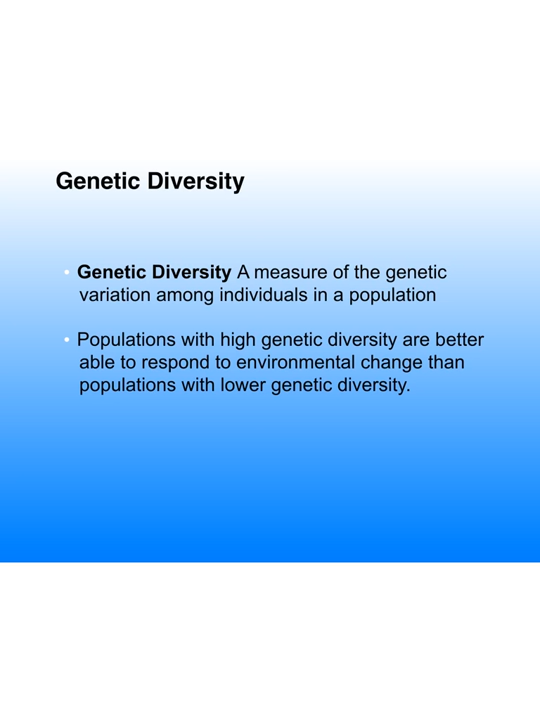 Genetic Diversity
• Genetic Diversity A measure of the genetic
variation among individuals in a population
• Populations with high genetic diversity are better
able to respond to environmental change than
populations with lower genetic diversity.